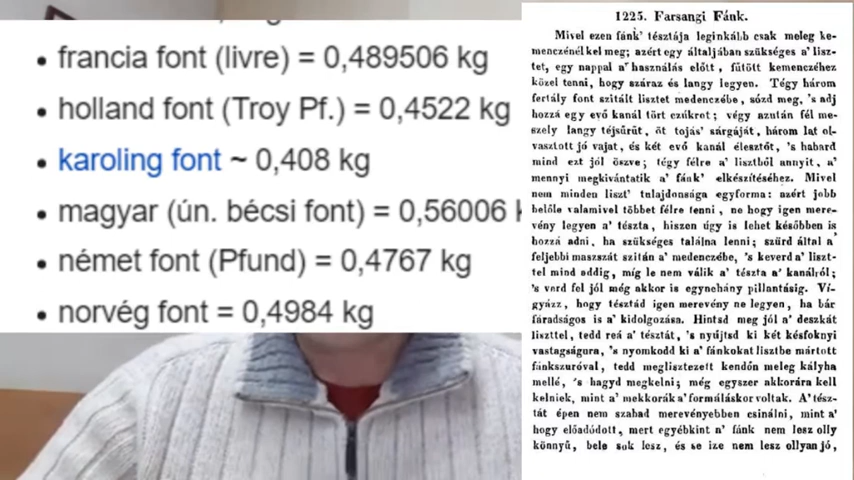 francia font (livre) = 0,489506 kg
holland font (Troy Pf.) = 0,4522 kg
karoling font ~ 0,408 kg
magyar (ún. bécsi font) = 0,56006
német font (Pfund) = 0,4767 kg
norvég font = 0,4984 kg
1225. Farsangi Fánk.
Mivel ezen fánk' tésztája leginkább csak meleg ke-
menczénél kel meg; azért egy általjában szükséges a' lisz-
tet, egy nappal a' használás előtt, fűtött kemenczéhez
közel tenni, hogy száraz és langy legyen. Tégy három
fertály font szitált lisztet medenczébe, sózd meg, 's adj
hozzá egy evő kanál tört czukrot; végy azután fél me-
szely langy téjsűrűt, öt tojás' sárgáját, három lat ol-
vasztott jó vajat, és két evő kanál élesztőt, 's habard
mind ezt jól öszve; tégy félre a' lisztből annyit, a'
mennyi megkivántatik a' fánk' elkészítéséhez. Mivel
nem minden liszt' tulajdonsága egyforma: azért jobb
belőle valamivel többet félre tenni, ne hogy igen mere-
vény legyen a' tészta, hiszen úgy is lehet későbben is
hozzá adni, ha szükséges találna lenni; szűrd által a'
feljebbi maszszát szitán a' medenczébe, 's keverd a' liszt-
tel mind addig, míg le nem válik a' tészta a' kanálról;
's verd fel jól még akkor is egynehány pillantásig. Vi-
gyázz, hogy tésztád igen merevény ne legyen, ha bár
fáradságos is a' kidolgozása. Hintsd meg jól a' deszkát
liszttel, tedd reá a' tésztát, 's nyújtsd ki két késfoknyi
vastagságura, 's nyomkodd ki a' fánkokat lisztbe mártott
fánkszuróval, tedd meglisztezett kendőn meleg kályha
mellé, 's hagyd megkelni; még egyszer akkorára kell
kelniek, mint a' mekkorák a' formáláskor voltak. A' tész-
tát épen nem szabad merevényebben csinálni, mint a'
hogy előadódott, mert egyébkint a' fánk nem lesz olly
könnyű, bele sok lesz, és se ize nem lesz ollyan jó,